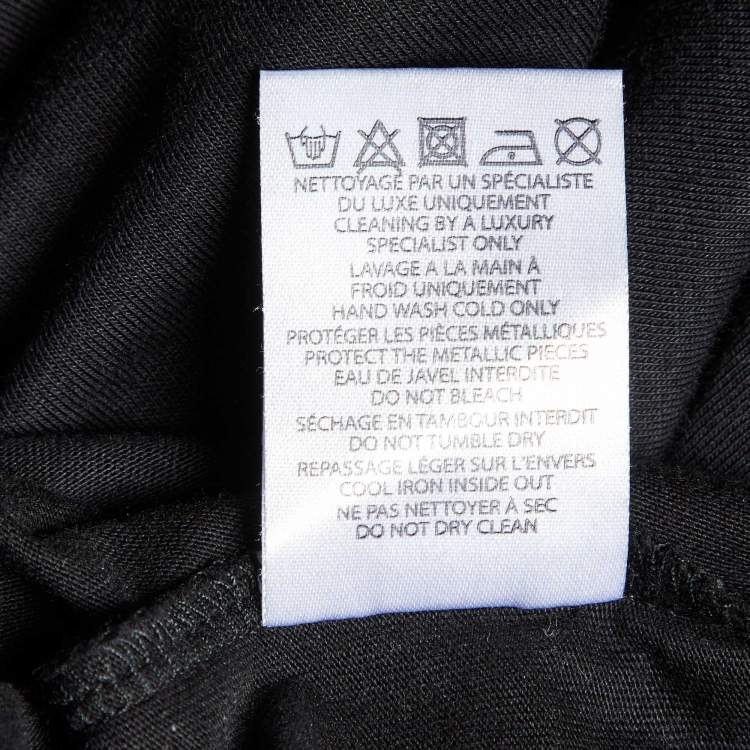 NETTOYAGE PAR UN SPÉCIALISTE
DU LUXE UNIQUEMENT
CLEANING BY A LUXURY
SPECIALIST ONLY
LAVAGE A LA MAIN À
FROID UNIQUEMENT
HAND WASH COLD ONLY
PROTÉGER LES PIÈCES MÉTALLIQUES
PROTECT THE METALLIC PIECES
EAU DE JAVEL INTERDITE
DO NOT BLEACH
SÉCHAGE EN TAMBOUR INTERDIT
DO NOT TUMBLE DRY
REPASSAGE LÉGER SUR L'ENVERS
COOL IRON INSIDE OUT
NE PAS NETTOYER À SEC
DO NOT DRY CLEAN